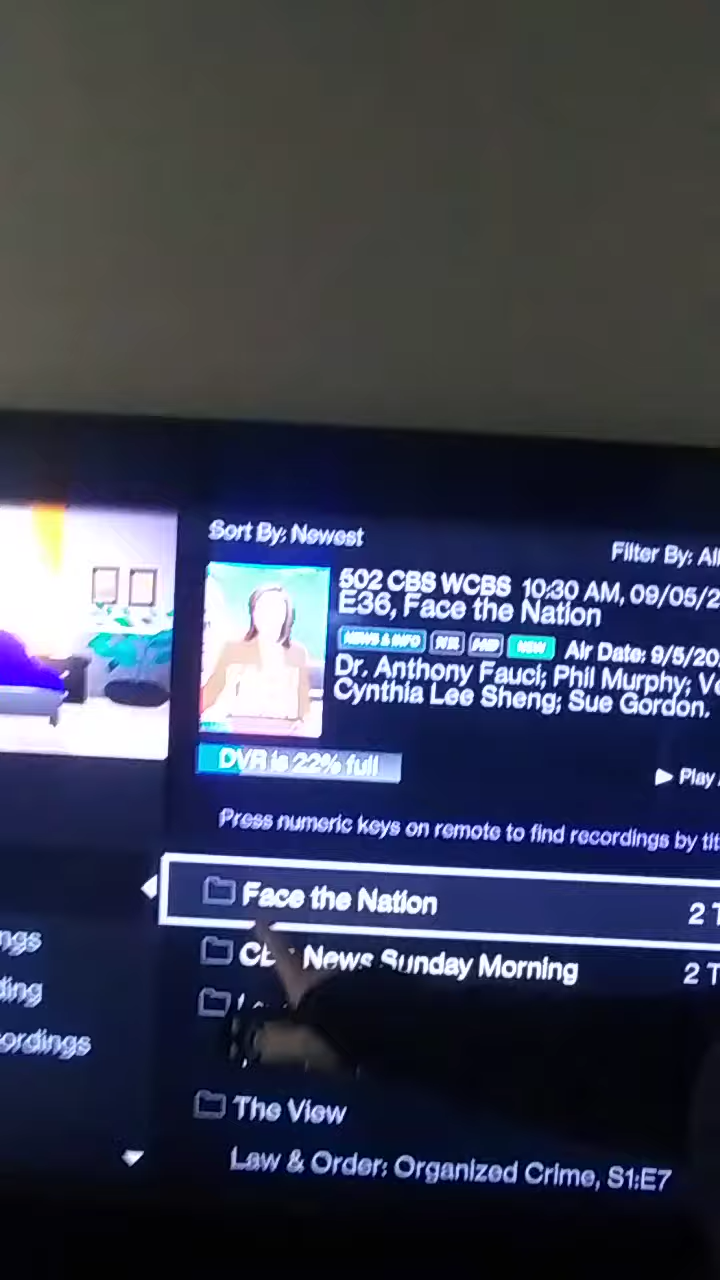 Sort By: Newest
Filter By: All
502 CBS WCBS 10:30 AM, 09/05/2
E36, Face the Nation
NEWS & INFO NEW Air Date: 9/5/20
Dr. Anthony Fauci; Phil Murphy;
Cynthia Lee Sheng; Sue Gordon.
DVR is 22% full
Play
Press numeric keys on remote to find recordings by tit
Face the Nation 2 T
News Sunday Morning 2 T
ngs
ding
ordings
The View
Law & Order: Organized Crime, S1:E7